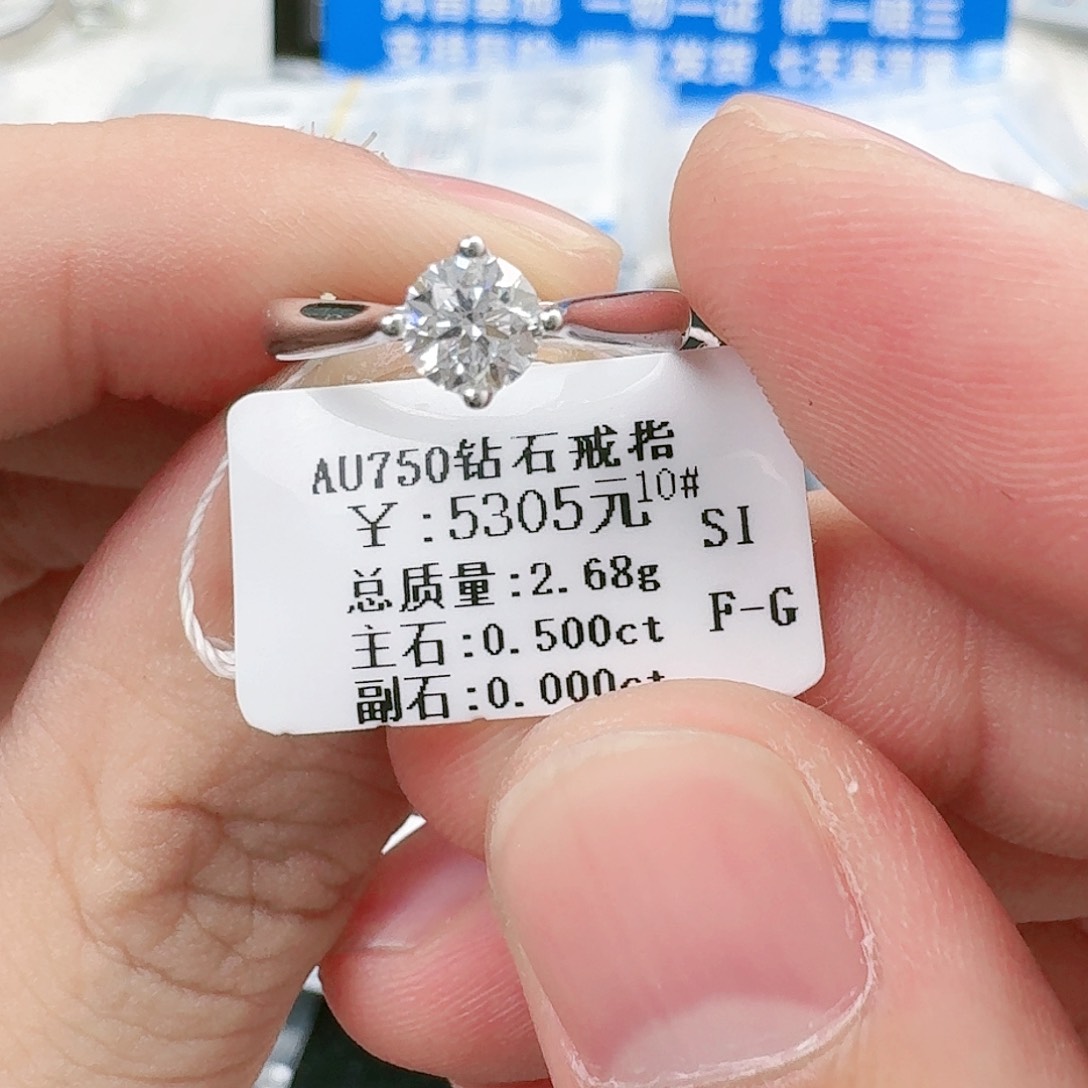 AU750钻石戒指
￥:5305元10#
SI
总质量:2.68g
F-G
主石:0.500ct
副石:0.000ct